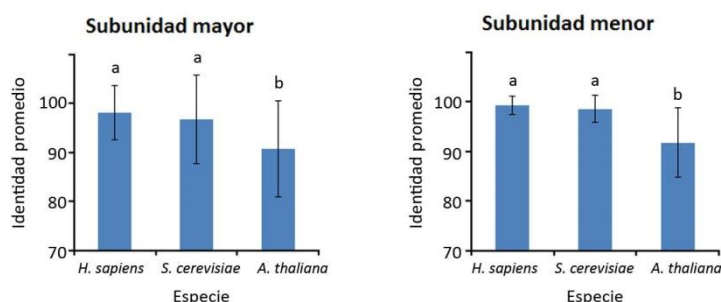 Subunidad mayor
Identidad promedio
100
90
80
70
a
a
b
H. sapiens S. cerevisiae A. thaliana
Especie
Subunidad menor
Identidad promedio
100
90
80
70
a
a
b
H. sapiens S. cerevisiae A. thaliana
Especie